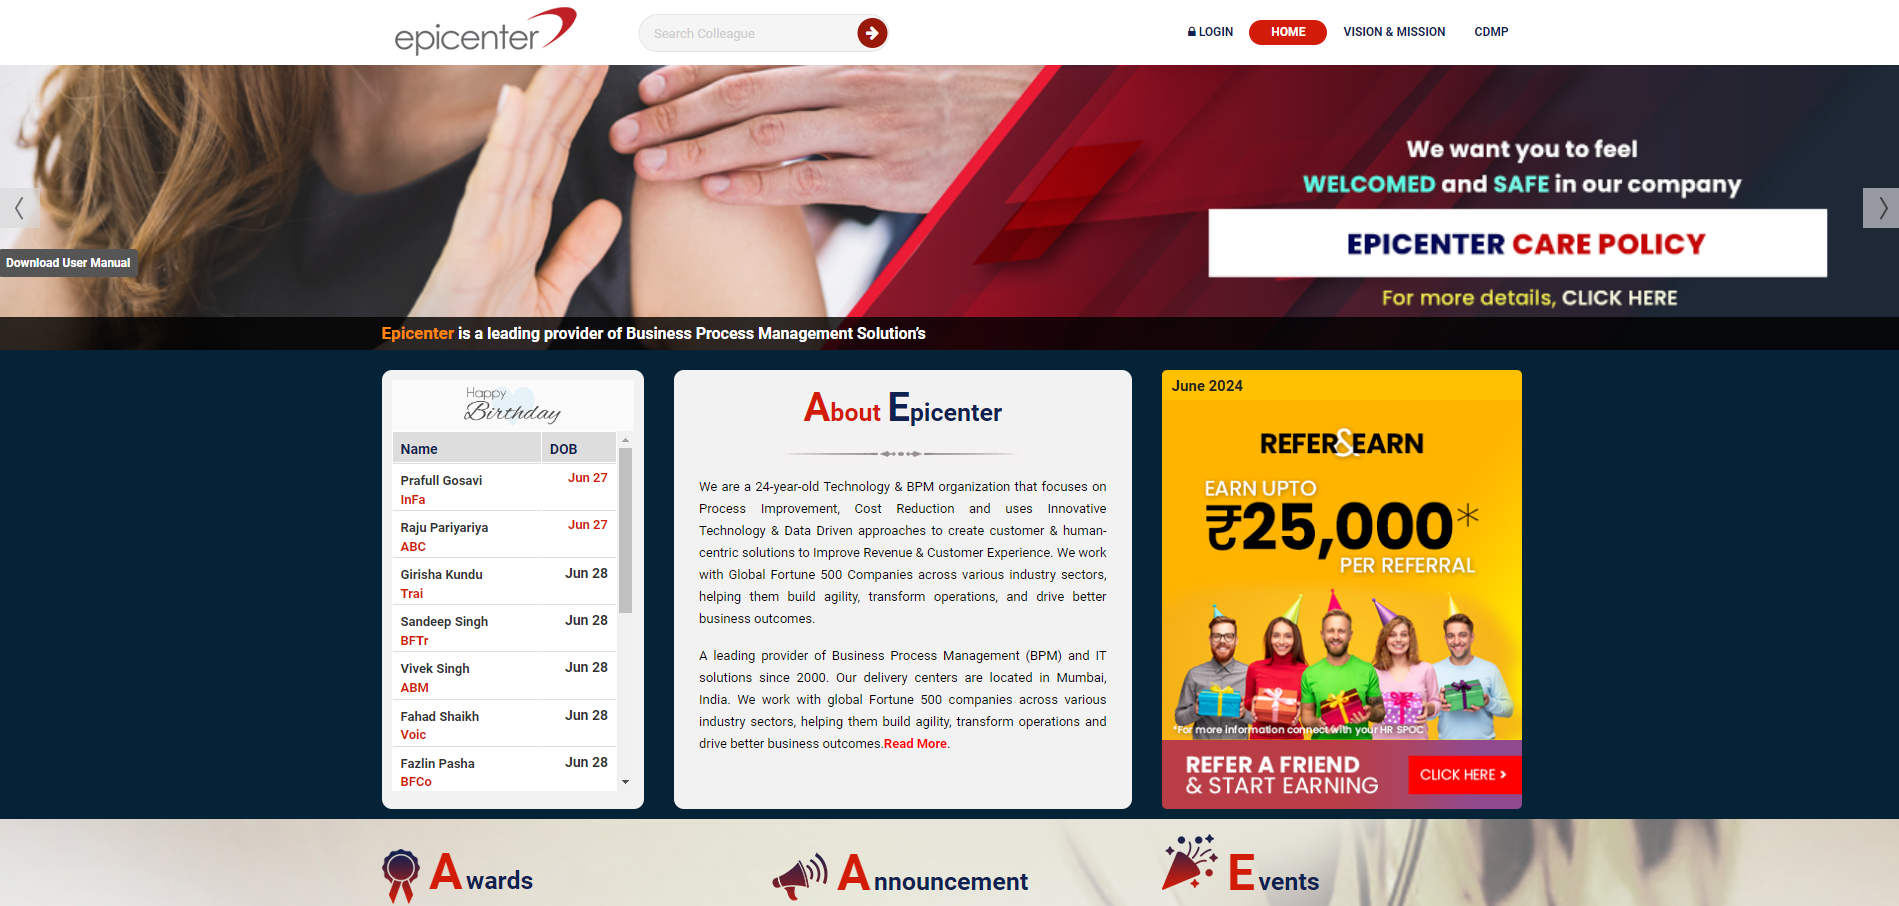 epicenter
Search Colleague
LOGIN
HOME
VISION & MISSION
CDMP
We want you to feel
WELCOMED and SAFE in our company
EPICENTER CARE POLICY
For more details, CLICK HERE
Download User Manual
Epicenter is a leading provider of Business Process Management Solution's
Happy
Birthday
Name DOB
Prafull Gosavi Jun 27
InFa
Raju Pariyariya Jun 27
ABC
Girisha Kundu Jun 28
Trai
Sandeep Singh Jun 28
BFTr
Vivek Singh Jun 28
ABM
Fahad Shaikh Jun 28
Voic
Fazlin Pasha Jun 28
BFCo
About Epicenter
We are a 24-year-old Technology & BPM organization that focuses on
Process Improvement, Cost Reduction and uses Innovative
Technology & Data Driven approaches to create customer & human-
centric solutions to Improve Revenue & Customer Experience. We work
with Global Fortune 500 Companies across various industry sectors,
helping them build agility, transform operations, and drive better
business outcomes.
A leading provider of Business Process Management (BPM) and IT
solutions since 2000. Our delivery centers are located in Mumbai,
India. We work with global Fortune 500 companies across various
industry sectors, helping them build agility, transform operations and
drive better business outcomes.Read More.
June 2024
REFER&EARN
EARN UPTO
₹25,000*
PER REFERRAL
*For more information connect with your HR SPOC
REFER A FRIEND
& START EARNING
CLICK HERE >
Awards
Announcement
Events